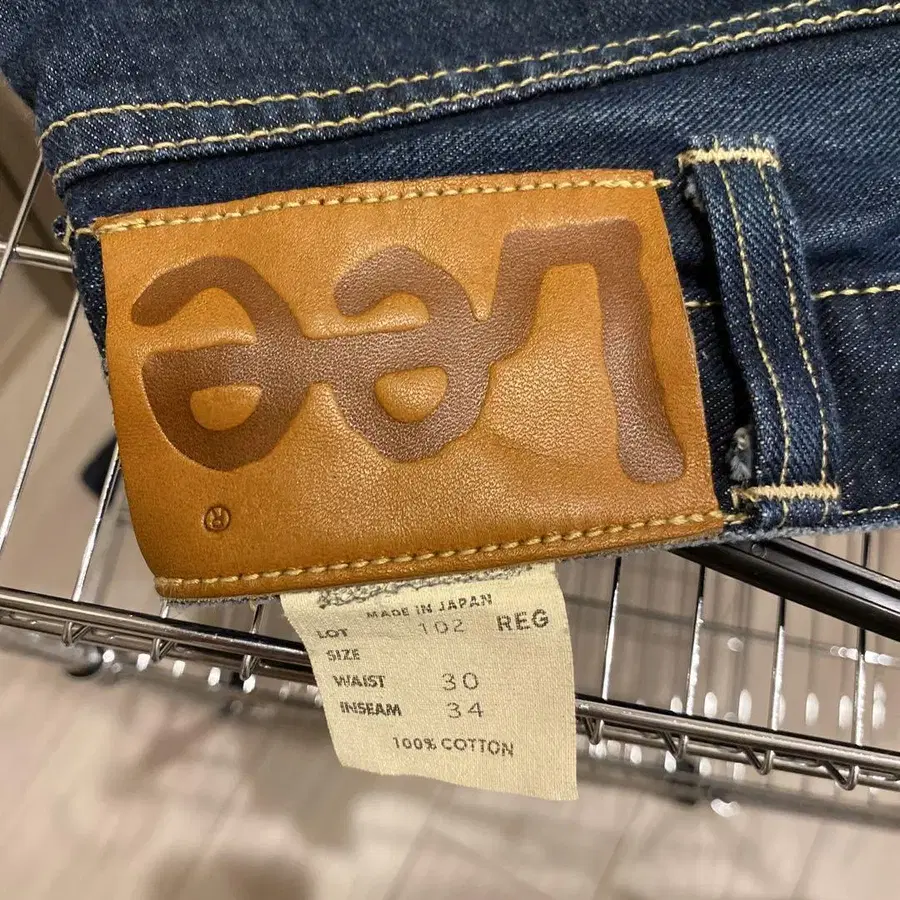 Lee
®
MADE IN JAPAN
LOT 102 REG
SIZE
WAIST 30
INSEAM 34
100% COTTON